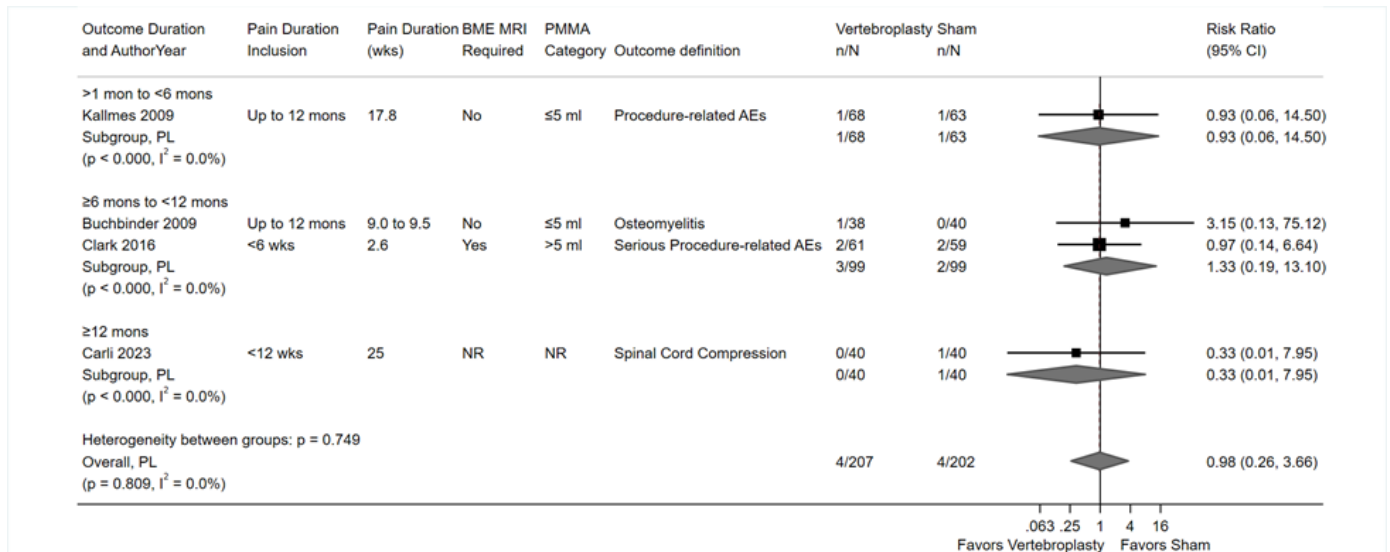 Outcome Duration Pain Duration Pain Duration BME MRI PMMA Vertebroplasty Sham Risk Ratio
and AuthorYear Inclusion (wks) Required Category Outcome definition n/N n/N (95% CI)
>1 mon to <6 mons
Kallmes 2009 Up to 12 mons 17.8 No ≤5 ml Procedure-related AEs 1/68 1/63 0.93 (0.06, 14.50)
Subgroup, PL 1/68 1/63 0.93 (0.06, 14.50)
(p < 0.000, I² = 0.0%)
≥6 mons to <12 mons
Buchbinder 2009 Up to 12 mons 9.0 to 9.5 No ≤5 ml Osteomyelitis 1/38 0/40 3.15 (0.13, 75.12)
Clark 2016 <6 wks 2.6 Yes >5 ml Serious Procedure-related AEs 2/61 2/59 0.97 (0.14, 6.64)
Subgroup, PL 3/99 2/99 1.33 (0.19, 13.10)
(p < 0.000, I² = 0.0%)
≥12 mons
Carli 2023 <12 wks 25 NR NR Spinal Cord Compression 0/40 1/40 0.33 (0.01, 7.95)
Subgroup, PL 0/40 1/40 0.33 (0.01, 7.95)
(p < 0.000, I² = 0.0%)
Heterogeneity between groups: p = 0.749
Overall, PL 4/207 4/202 0.98 (0.26, 3.66)
(p = 0.809, I² = 0.0%)
.063 .25 1 4 16
Favors Vertebroplasty Favors Sham